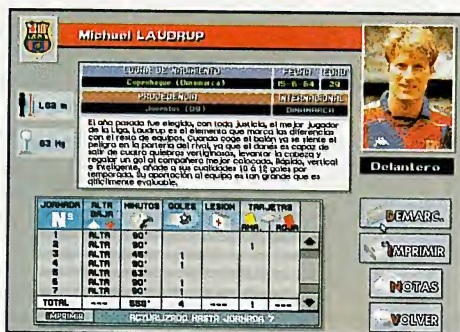 Michael LAUDRUP
LUGAR DE NACIMIENTO FECHA EDAD
Copenhague (Dinamarca) 15-6-64 29
PROCEDENCIA INTERNACIONAL
Juventus (89) DINAMARCA
1,82 m
83 Kg
El año pasado fue elegido, con toda justicia, el mejor jugador
de la Liga. Laudrup es el elemento que marca las diferencias
con el resto de equipos. Cuando coge el balón ya se siente el
peligro en la portería del rival, ya que el danés es capaz de
salir de cuatro quiebros vertiginosos, levantar la cabeza y
regalar un gol al compañero mejor colocado. Rápido, vertical
e inteligente, añade a sus cualidades 10 ó 12 goles por
temporada. Su aportación al equipo es tan grande que es
dificilmente evaluable.
Delantero
JORNADA ALTA BAJA MINUTOS GOLES LESION TARJETAS
Nº AMA. ROJA
1 ALTA 90'
2 ALTA 90' 1
3 ALTA 45' 1
4 ALTA 90' 1
5 ALTA 63'
6 ALTA 90' 1
7 ALTA 90' 1
TOTAL --- 558' 4 --- 1 ---
IMPRIMIR ACTUALIZADO HASTA JORNADA 7
DEMARC.
IMPRIMIR
NOTAS
VOLVER